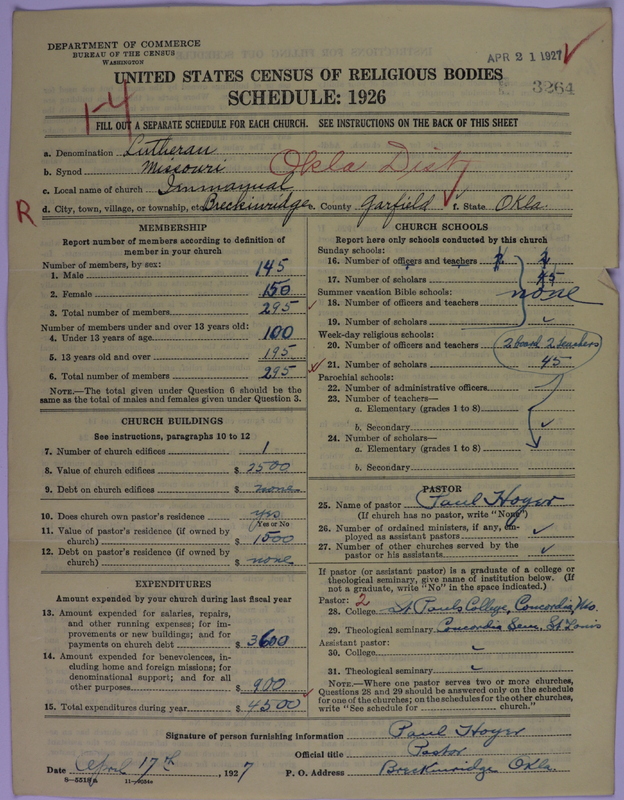 DEPARTMENT OF COMMERCE
BUREAU OF THE CENSUS
WASHINGTON
APR 21 1927 ✓
3264
UNITED STATES CENSUS OF RELIGIOUS BODIES
SCHEDULE: 1926
1-4
FILL OUT A SEPARATE SCHEDULE FOR EACH CHURCH. SEE INSTRUCTIONS ON THE BACK OF THIS SHEET
a. Denomination Lutheran
b. Synod Missouri Okla Dist
c. Local name of church Immanuel
R
d. City, town, village, or township, etc. Breckinridge e. County Garfield f. State Okla.
MEMBERSHIP
Report number of members according to definition of
member in your church
Number of members, by sex:
1. Male 145
2. Female 150
3. Total number of members 295
Number of members under and over 13 years old:
4. Under 13 years of age 100
5. 13 years old and over 195
6. Total number of members 295
NOTE.—The total given under Question 6 should be the
same as the total of males and females given under Question 3.
CHURCH BUILDINGS
See instructions, paragraphs 10 to 12
7. Number of church edifices 1
8. Value of church edifices $ 2500
9. Debt on church edifices $ none
10. Does church own pastor's residence yes
(Yes or No)
11. Value of pastor's residence (if owned by
church) $ 1500
12. Debt on pastor's residence (if owned by
church) $ none
EXPENDITURES
Amount expended by your church during last fiscal year
13. Amount expended for salaries, repairs,
and other running expenses; for im-
provements or new buildings; and for
payments on church debt $ 3600
14. Amount expended for benevolences, in-
cluding home and foreign missions; for
denominational support; and for all
other purposes $ 900
15. Total expenditures during year $ 4500
CHURCH SCHOOLS
Report here only schools conducted by this church
Sunday schools:
16. Number of officers and teachers
17. Number of scholars 45
Summer vacation Bible schools: none
18. Number of officers and teachers
19. Number of scholars ✓
Week-day religious schools:
20. Number of officers and teachers 2 board 2 teachers
21. Number of scholars 45
Parochial schools:
22. Number of administrative officers
23. Number of teachers—
a. Elementary (grades 1 to 8)
b. Secondary ✓
24. Number of scholars—
a. Elementary (grades 1 to 8)
b. Secondary
PASTOR
25. Name of pastor Paul Hoyer
(If church has no pastor, write "None")
26. Number of ordained ministers, if any, em-
ployed as assistant pastors ✓
27. Number of other churches served by the
pastor or his assistants ✓
If pastor (or assistant pastor) is a graduate of a college or
theological seminary, give name of institution below. (If
not a graduate, write "No" in the space indicated.)
Pastor: 2
28. College St. Pauls College, Concordia, Mo.
29. Theological seminary Concordia Sem. St. Louis
Assistant pastor:
30. College ✓
31. Theological seminary ✓
NOTE.—Where one pastor serves two or more churches,
Questions 28 and 29 should be answered only on the schedule
for one of the churches; on the schedules for the other churches,
write "See schedule for church."
Signature of person furnishing information Paul Hoyer
Official title Pastor
Date April 17th, 1927 P. O. Address Breckinridge Okla.